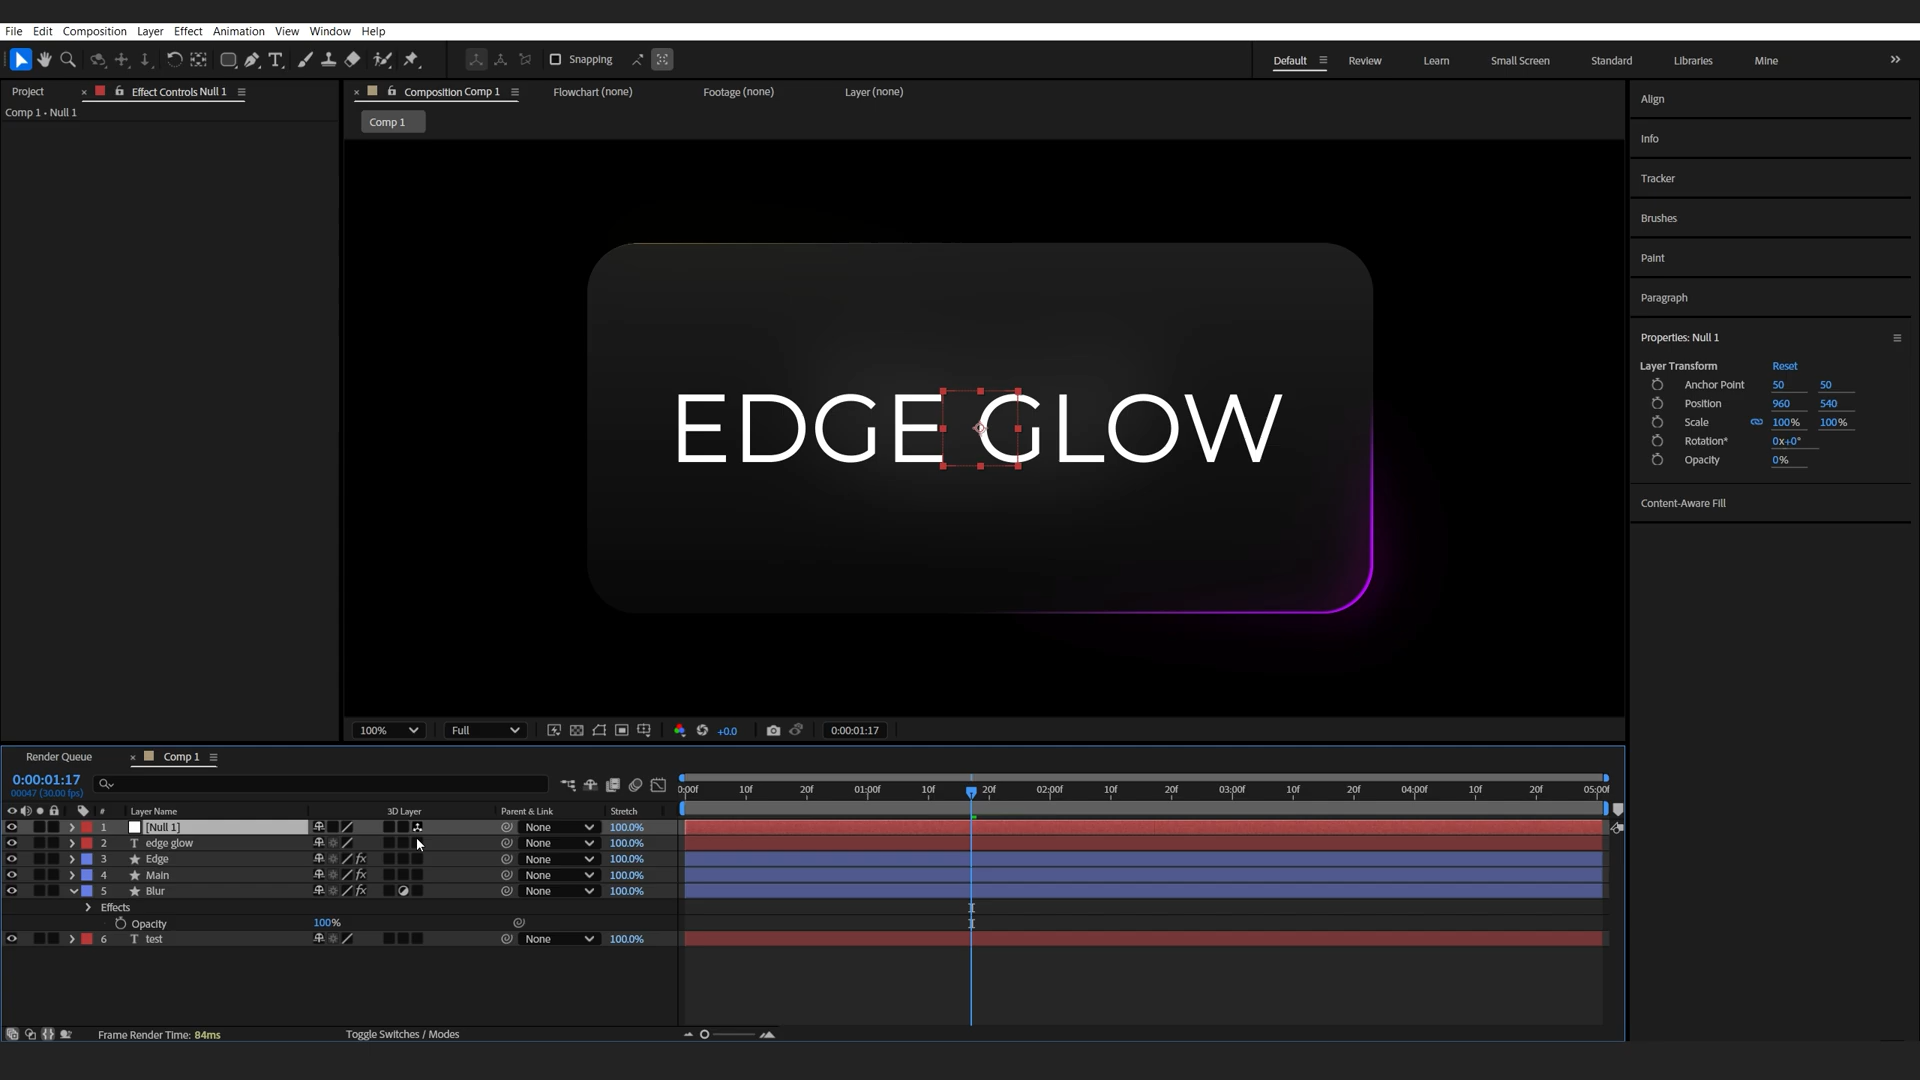 File Edit Composition Layer Effect Animation View Window Help
Snapping
Default Review Learn Small Screen Standard Libraries Mine
Project Effect Controls Null 1
Composition Comp 1 Flowchart (none) Footage (none) Layer (none)
Comp 1 • Null 1
Comp 1
Align
Info
Tracker
Brushes
Paint
Paragraph
Properties: Null 1
Layer Transform Reset
Anchor Point 50 50
Position 960 540
Scale 100% 100%
Rotation* 0x+0°
Opacity 0%
Content-Aware Fill
EDGE GLOW
100% Full +0.0 0:00:01:17
Render Queue Comp 1
0:00:01:17
00047 (30.00 fps)
0:00f 10f 20f 01:00f 10f 20f 02:00f 10f 20f 03:00f 10f 20f 04:00f 10f 20f 05:00f
# Layer Name 3D Layer Parent & Link Stretch
1 [Null 1] None 100.0%
2 T edge glow None 100.0%
3 Edge fx None 100.0%
4 Main fx None 100.0%
5 Blur fx None 100.0%
Effects
Opacity 100%
6 T test None 100.0%
Frame Render Time: 84ms Toggle Switches / Modes